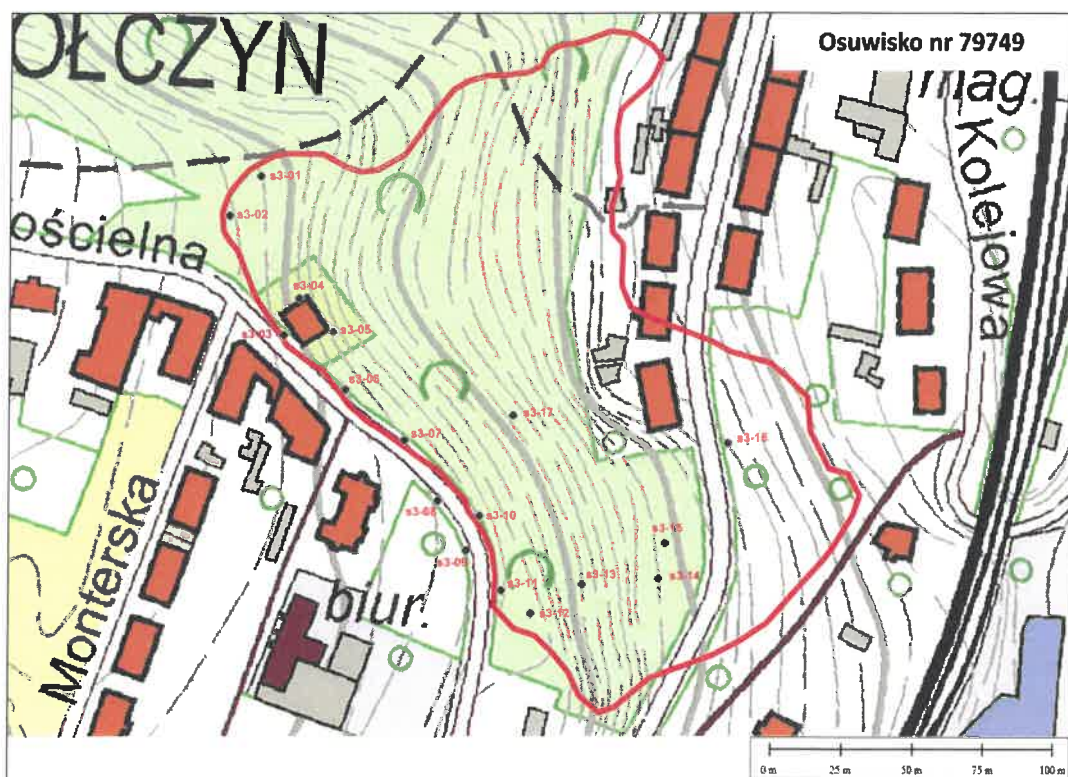 OŁCZYN
Osuwisko nr 79749
mag.
Kolejowa
ościelna
s3-01
s3-02
s3-04
s3-03
s3-05
s3-06
s3-07
s3-17
s3-16
s3-08
s3-10
s3-09
s3-15
s3-11
s3-13
s3-14
s3-12
biur.
Monterska
0 m 25 m 50 m 75 m 100 m